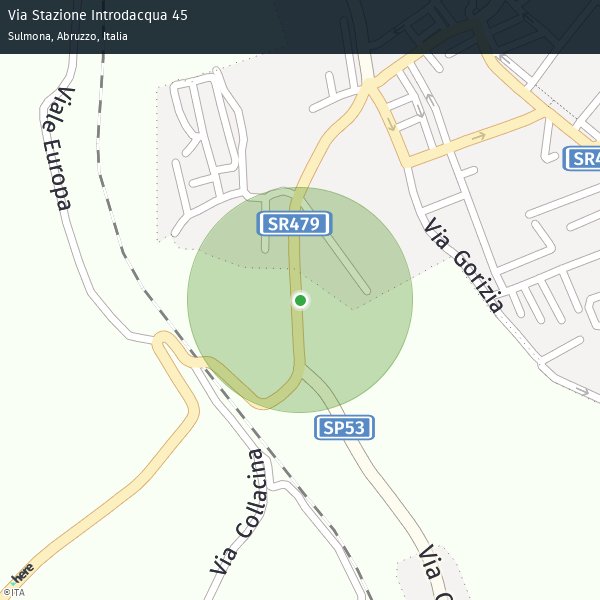 Via Stazione Introdacqua 45
Sulmona, Abruzzo, Italia
Viale Europa
SR4
SR479
Via Gorizia
SP53
Via Collacina
Via
here
©ITA